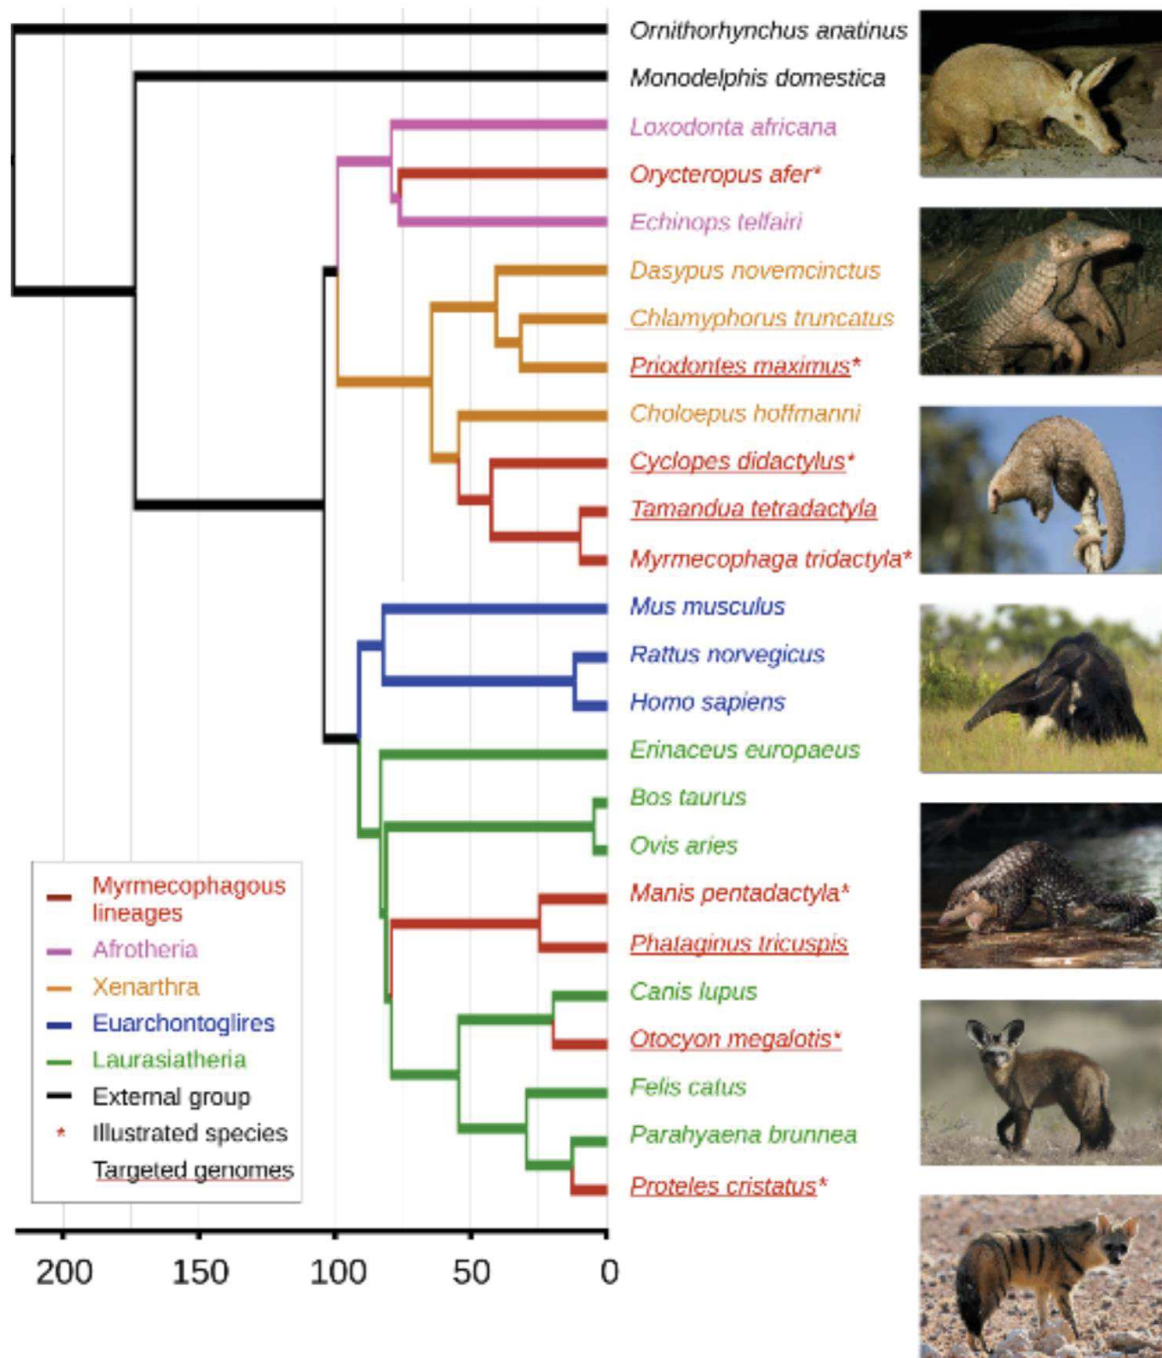 Ornithorhynchus anatinus
Monodelphis domestica
Loxodonta africana
Orycteropus afer*
Echinops telfairi
Dasypus novemcinctus
Chlamyphorus truncatus
Priodontes maximus*
Choloepus hoffmanni
Cyclopes didactylus*
Tamandua tetradactyla
Myrmecophaga tridactyla*
Mus musculus
Rattus norvegicus
Homo sapiens
Erinaceus europaeus
Bos taurus
Ovis aries
Manis pentadactyla*
Phataginus tricuspis
Canis lupus
Otocyon megalotis*
Felis catus
Parahyaena brunnea
Proteles cristatus*
Myrmecophagous
lineages
Afrotheria
Xenarthra
Euarchontoglires
Laurasiatheria
External group
* Illustrated species
Targeted genomes
200 150 100 50 0